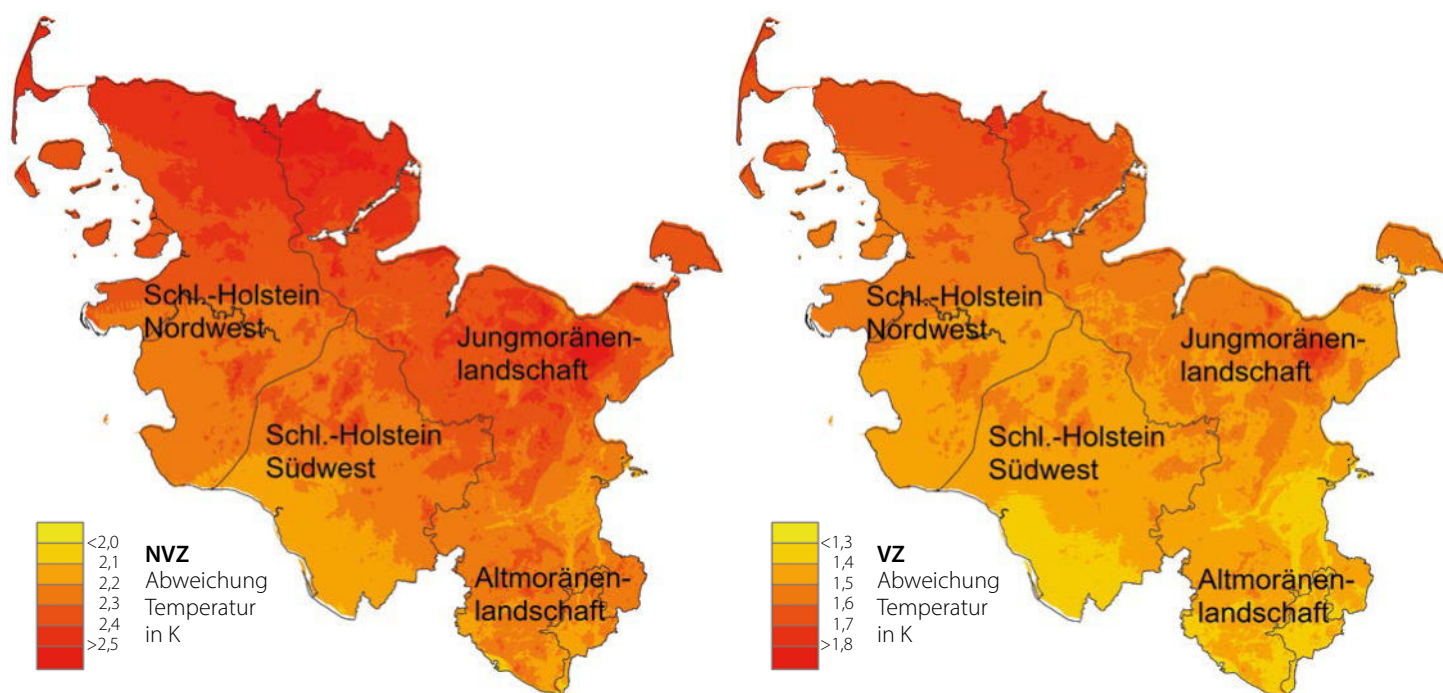 Schl.-Holstein
Nordwest
Jungmoränen-
landschaft
Schl.-Holstein
Südwest
Altmoränen-
landschaft
<2,0
2,1
2,2
2,3
2,4
>2,5
NVZ
Abweichung
Temperatur
in K
Schl.-Holstein
Nordwest
Jungmoränen-
landschaft
Schl.-Holstein
Südwest
Altmoränen-
landschaft
<1,3
1,4
1,5
1,6
1,7
>1,8
VZ
Abweichung
Temperatur
in K